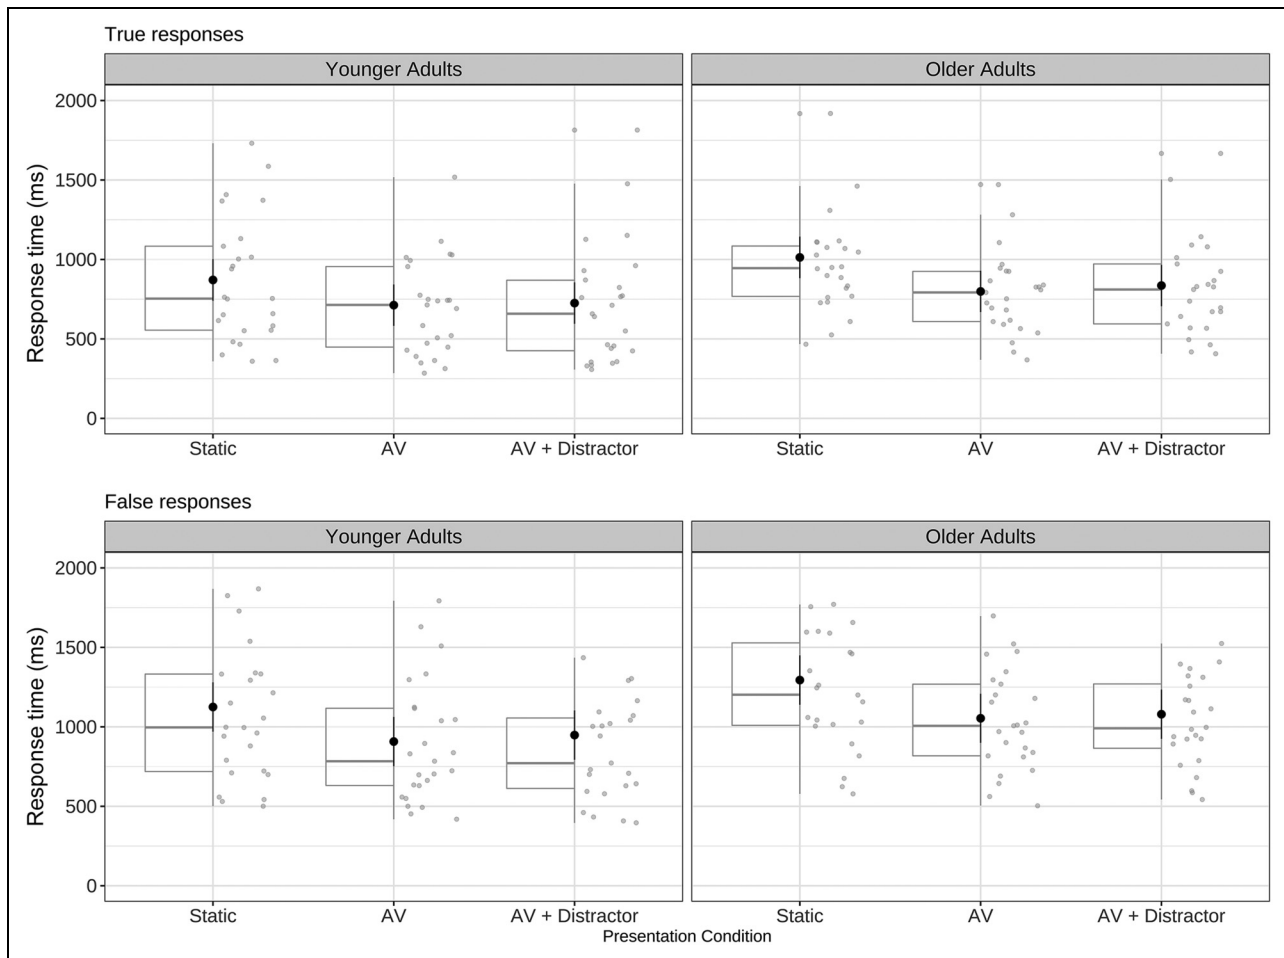 True responses
Younger Adults Older Adults
2000
1500
1000
500
0
Response time (ms)
Static AV AV + Distractor Static AV AV + Distractor
False responses
Younger Adults Older Adults
2000
1500
1000
500
0
Response time (ms)
Static AV AV + Distractor Static AV AV + Distractor
Presentation Condition